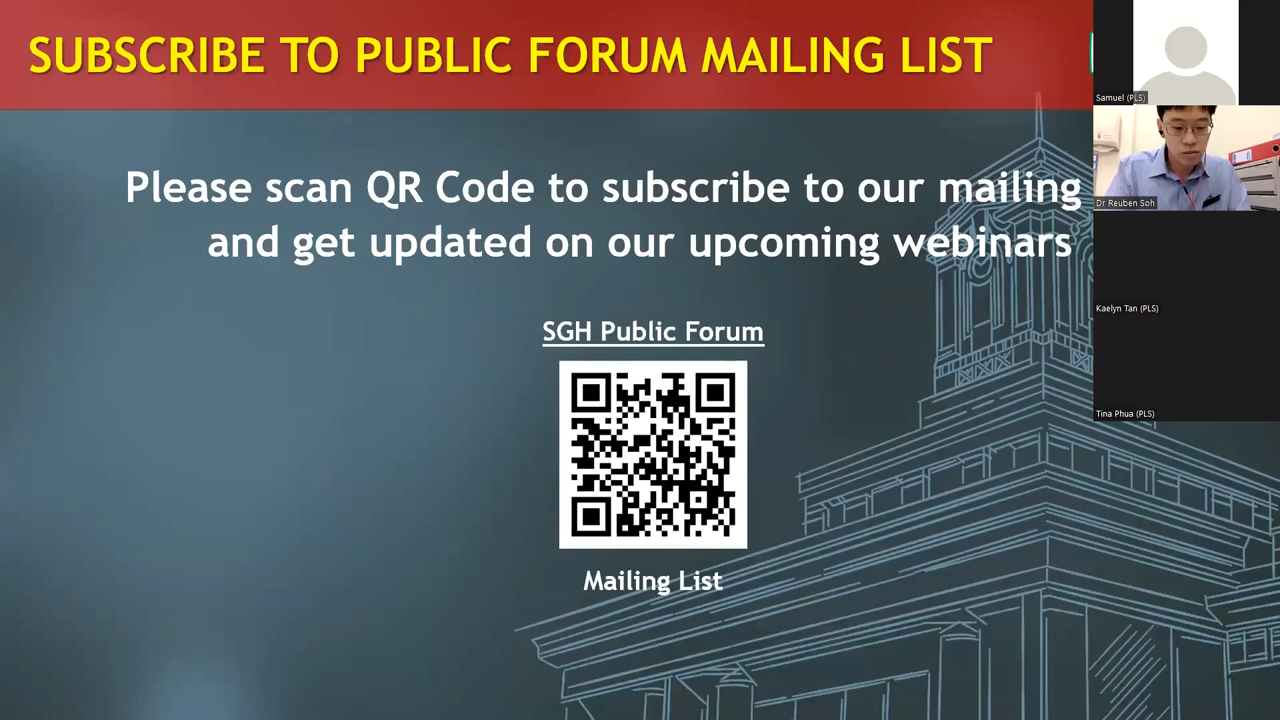 SUBSCRIBE TO PUBLIC FORUM MAILING LIST
Please scan QR Code to subscribe to our mailing
and get updated on our upcoming webinars
SGH Public Forum
Mailing List
Samuel (PLS)
Dr Reuben Soh
Kaelyn Tan (PLS)
Tina Phua (PLS)